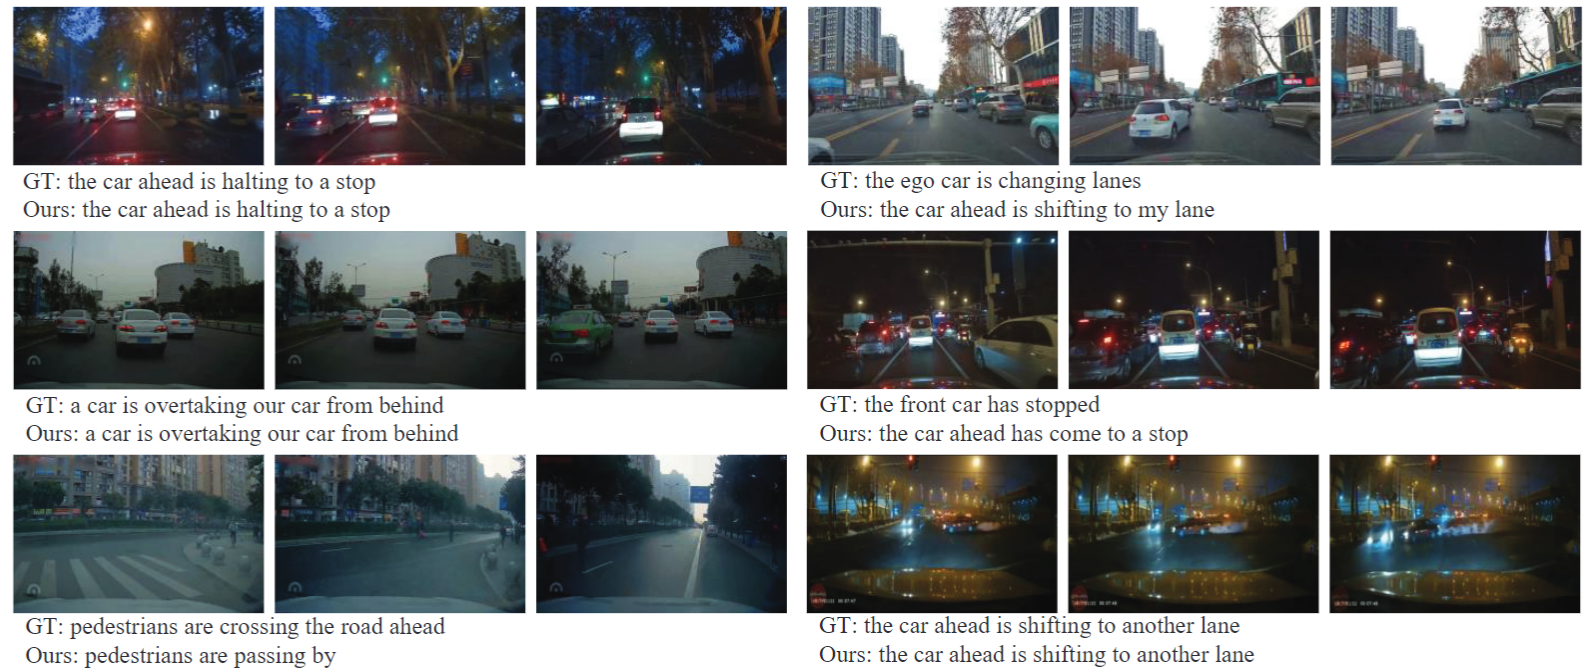 GT: the car ahead is halting to a stop
Ours: the car ahead is halting to a stop
GT: the ego car is changing lanes
Ours: the car ahead is shifting to my lane
GT: a car is overtaking our car from behind
Ours: a car is overtaking our car from behind
GT: the front car has stopped
Ours: the car ahead has come to a stop
GT: pedestrians are crossing the road ahead
Ours: pedestrians are passing by
GT: the car ahead is shifting to another lane
Ours: the car ahead is shifting to another lane